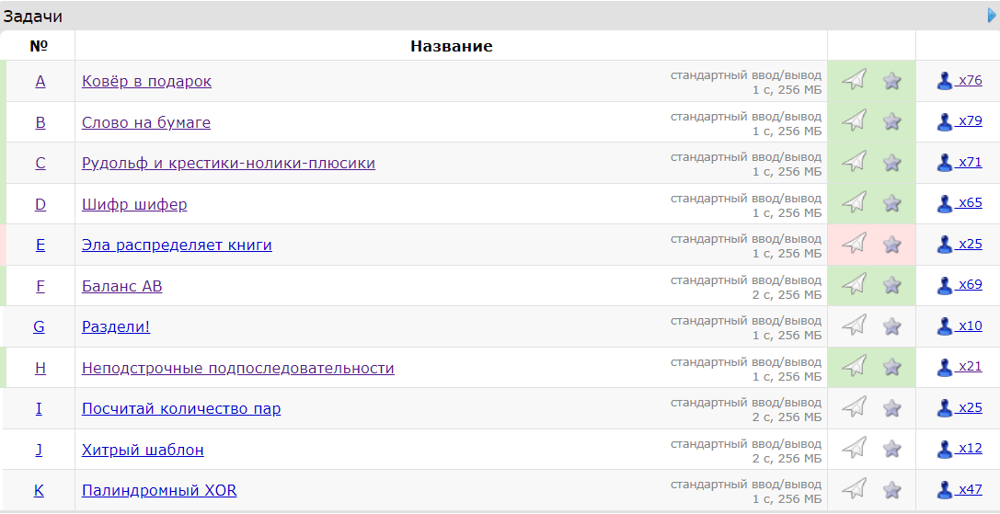 Задачи
№ Название
A Ковёр в подарок стандартный ввод/вывод x76
1 с, 256 МБ
B Слово на бумаге стандартный ввод/вывод x79
1 с, 256 МБ
C Рудольф и крестики-нолики-плюсики стандартный ввод/вывод x71
1 с, 256 МБ
D Шифр шифер стандартный ввод/вывод x65
1 с, 256 МБ
E Эла распределяет книги стандартный ввод/вывод x25
1 с, 256 МБ
F Баланс AB стандартный ввод/вывод x69
2 с, 256 МБ
G Раздели! стандартный ввод/вывод x10
1 с, 256 МБ
H Неподстрочные подпоследовательности стандартный ввод/вывод x21
1 с, 256 МБ
I Посчитай количество пар стандартный ввод/вывод x25
2 с, 256 МБ
J Хитрый шаблон стандартный ввод/вывод x12
2 с, 256 МБ
K Палиндромный XOR стандартный ввод/вывод x47
1 с, 256 МБ